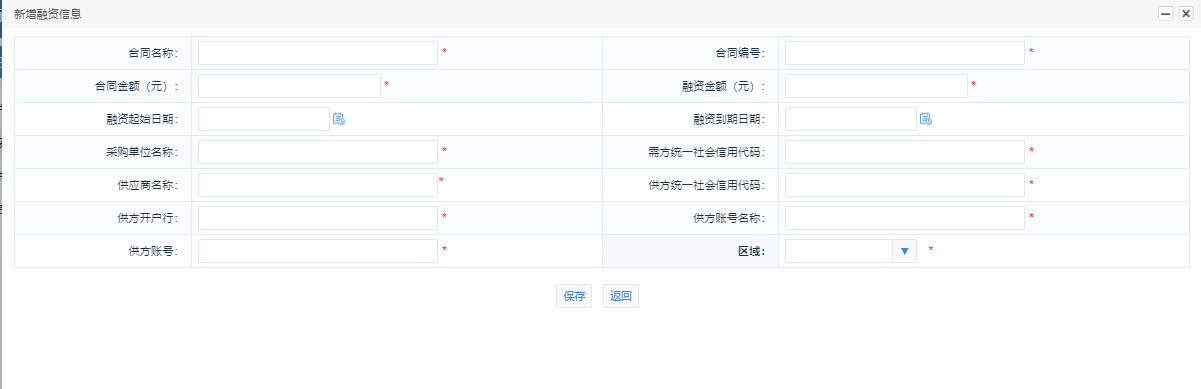 新增融资信息
合同名称: * 合同编号: *
合同金额（元）: * 融资金额（元）: *
融资起始日期: 融资到期日期:
采购单位名称: * 需方统一社会信用代码: *
供应商名称: * 供方统一社会信用代码: *
供方开户行: * 供方账号名称: *
供方账号: * 区域: *
保存 返回